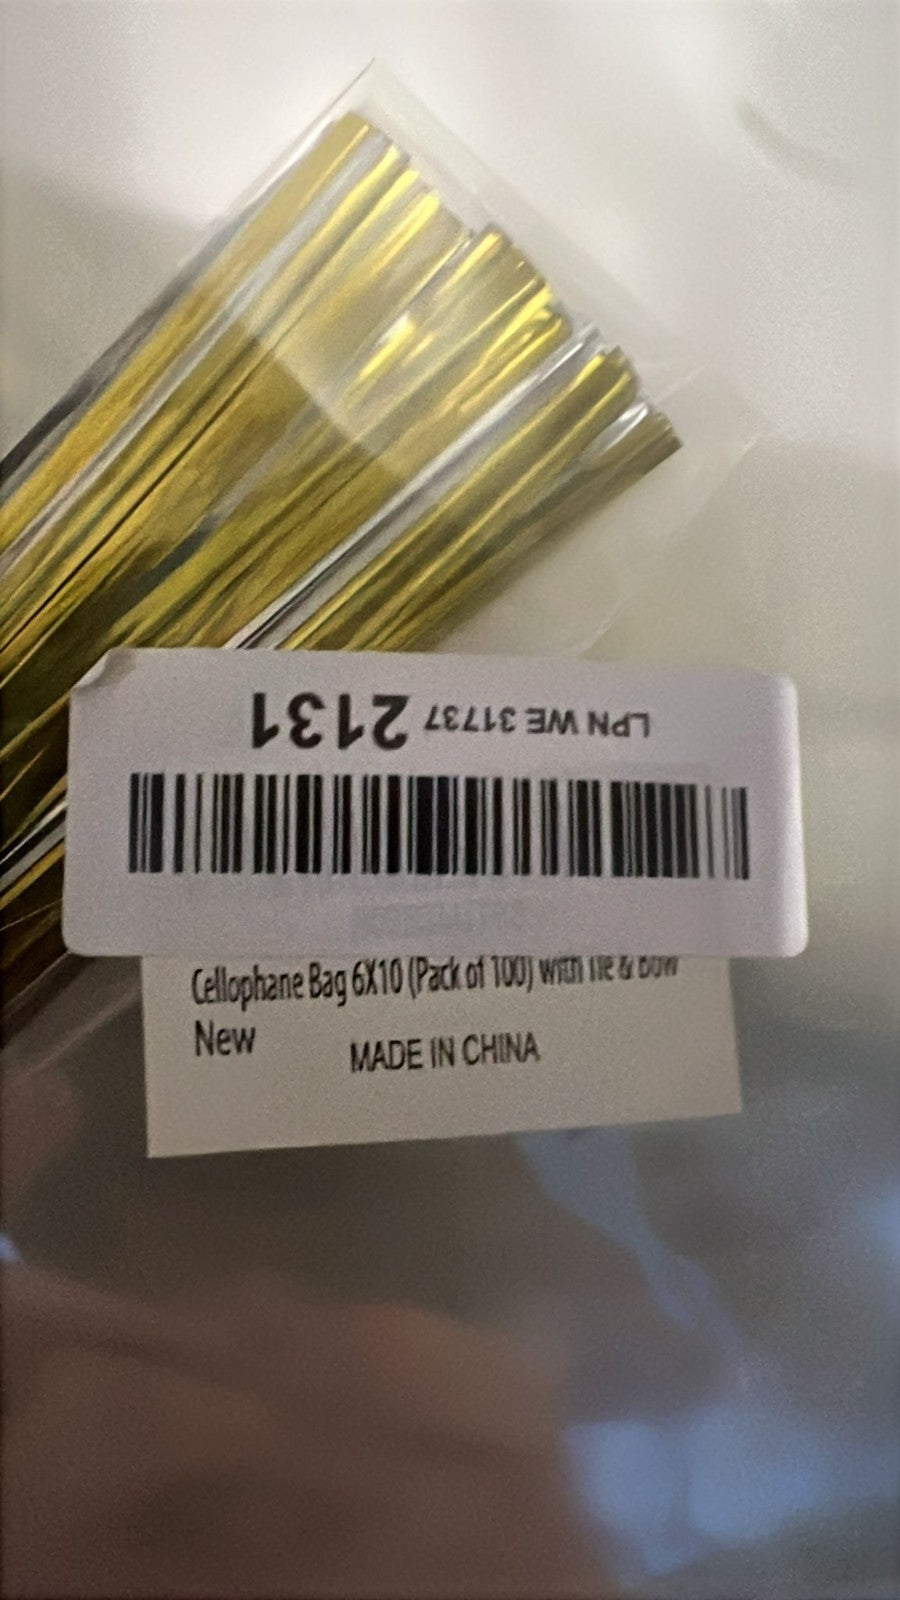 LPN WE 31737 2131
Cellophane Bag 6X10 (Pack of 100) with Tie & Bow
New
MADE IN CHINA